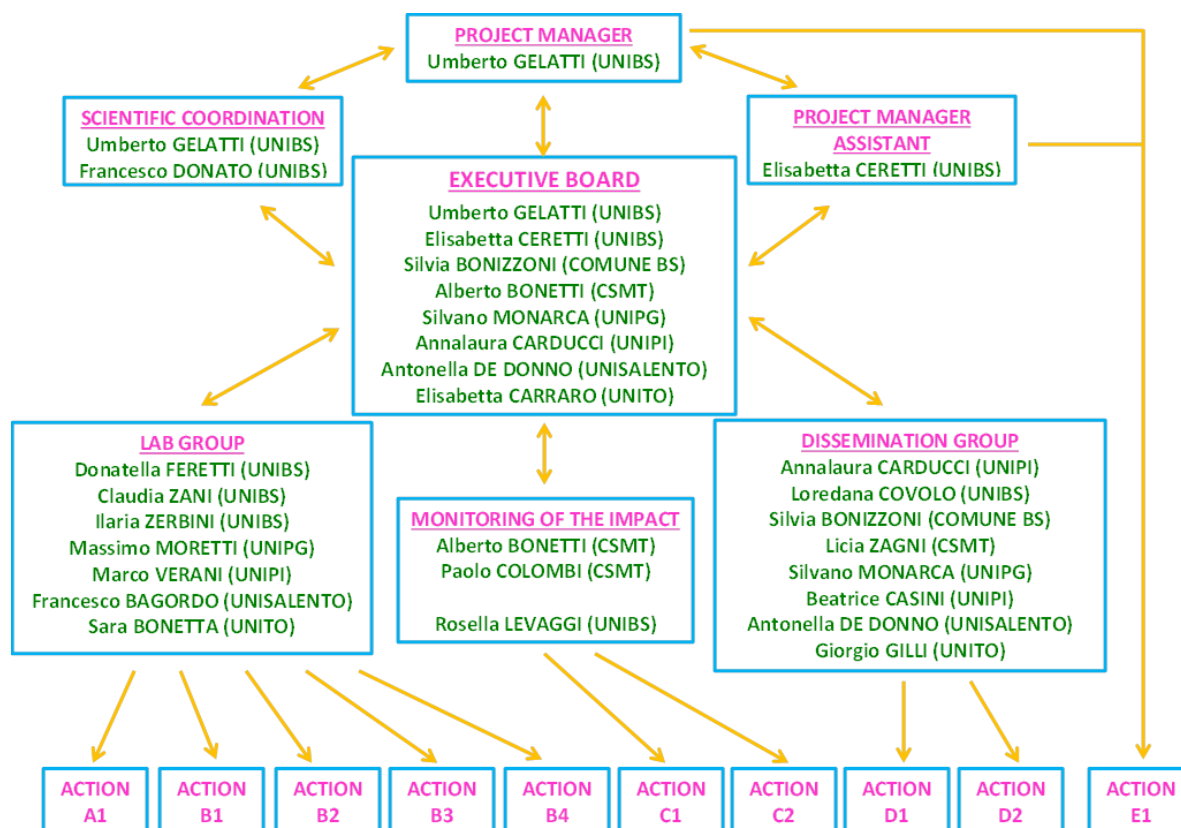 PROJECT MANAGER
Umberto GELATTI (UNIBS)
SCIENTIFIC COORDINATION
Umberto GELATTI (UNIBS)
Francesco DONATO (UNIBS)
PROJECT MANAGER
ASSISTANT
Elisabetta CERETTI (UNIBS)
EXECUTIVE BOARD
Umberto GELATTI (UNIBS)
Elisabetta CERETTI (UNIBS)
Silvia BONIZZONI (COMUNE BS)
Alberto BONETTI (CSMT)
Silvano MONARCA (UNIPG)
Annalaura CARDUCCI (UNIPI)
Antonella DE DONNO (UNISALENTO)
Elisabetta CARRARO (UNITO)
LAB GROUP
Donatella FERETTI (UNIBS)
Claudia ZANI (UNIBS)
Ilaria ZERBINI (UNIBS)
Massimo MORETTI (UNIPG)
Marco VERANI (UNIPI)
Francesco BAGORDO (UNISALENTO)
Sara BONETTA (UNITO)
MONITORING OF THE IMPACT
Alberto BONETTI (CSMT)
Paolo COLOMBI (CSMT)
Rosella LEVAGGI (UNIBS)
DISSEMINATION GROUP
Annalaura CARDUCCI (UNIPI)
Loredana COVOLO (UNIBS)
Silvia BONIZZONI (COMUNE BS)
Licia ZAGNI (CSMT)
Silvano MONARCA (UNIPG)
Beatrice CASINI (UNIPI)
Antonella DE DONNO (UNISALENTO)
Giorgio GILLI (UNITO)
ACTION
A1
ACTION
B1
ACTION
B2
ACTION
B3
ACTION
B4
ACTION
C1
ACTION
C2
ACTION
D1
ACTION
D2
ACTION
E1